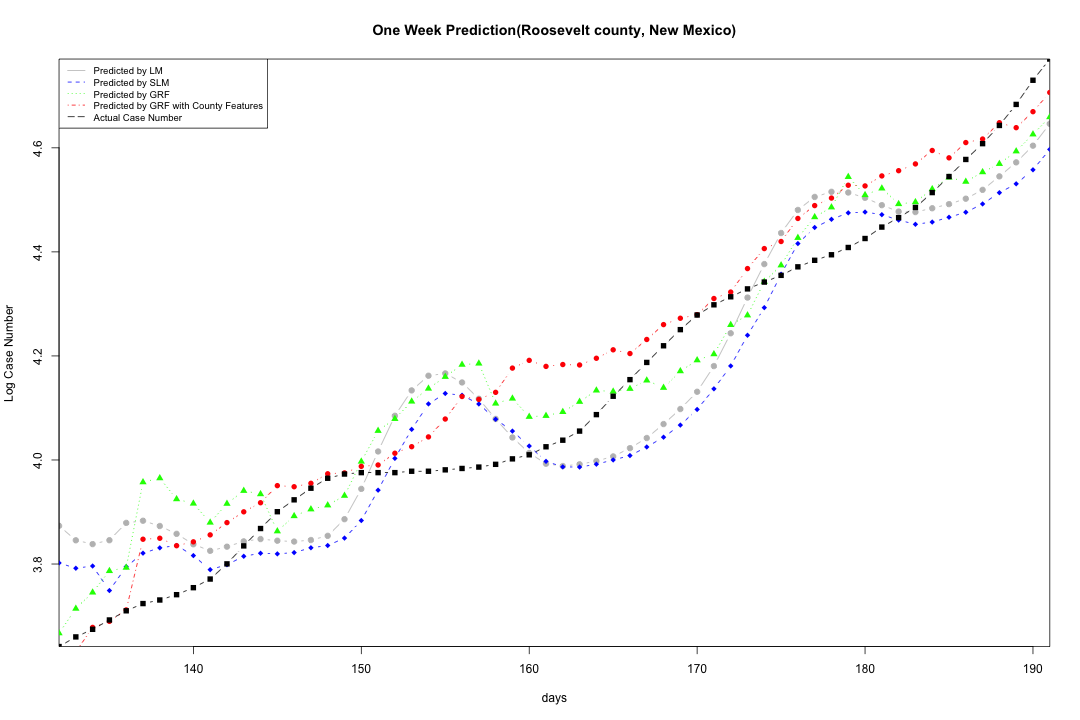 One Week Prediction(Roosevelt county, New Mexico)
Predicted by LM
Predicted by SLM
Predicted by GRF
Predicted by GRF with County Features
Actual Case Number
Log Case Number
4.6
4.4
4.2
4.0
3.8
140 150 160 170 180 190
days